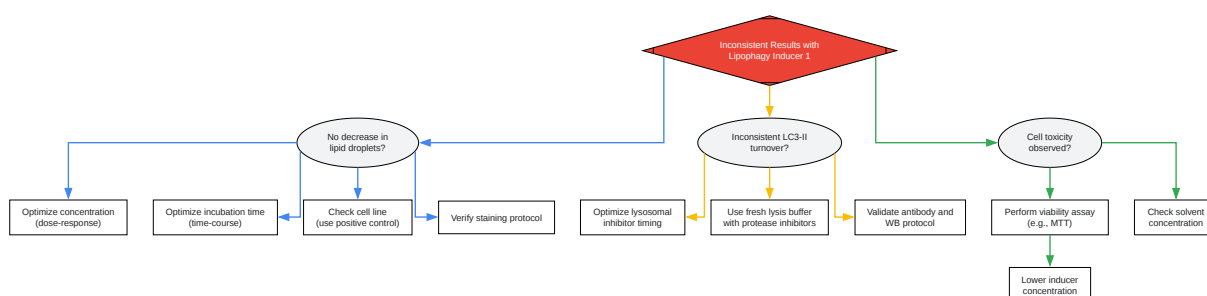 Inconsistent Results with
Lipophagy Inducer 1
No decrease in
lipid droplets?
Inconsistent LC3-II
turnover?
Cell toxicity
observed?
Optimize concentration
(dose-response)
Optimize incubation time
(time-course)
Check cell line
(use positive control)
Verify staining protocol
Optimize lysosomal
inhibitor timing
Use fresh lysis buffer
with protease inhibitors
Validate antibody and
WB protocol
Perform viability assay
(e.g., MTT)
Check solvent
concentration
Lower inducer
concentration